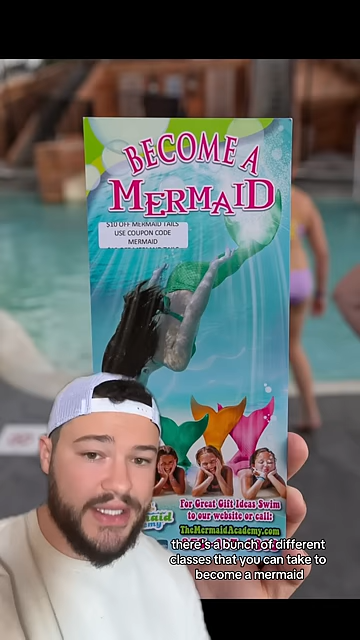 BECOME A
MERMAID
$10 OFF MERMAID TAILS
USE COUPON CODE
MERMAID
For Great Gift Ideas Swim
to our website or call:
TheMermaidAcademy.com
there's a bunch of different
classes that you can take to
become a mermaid